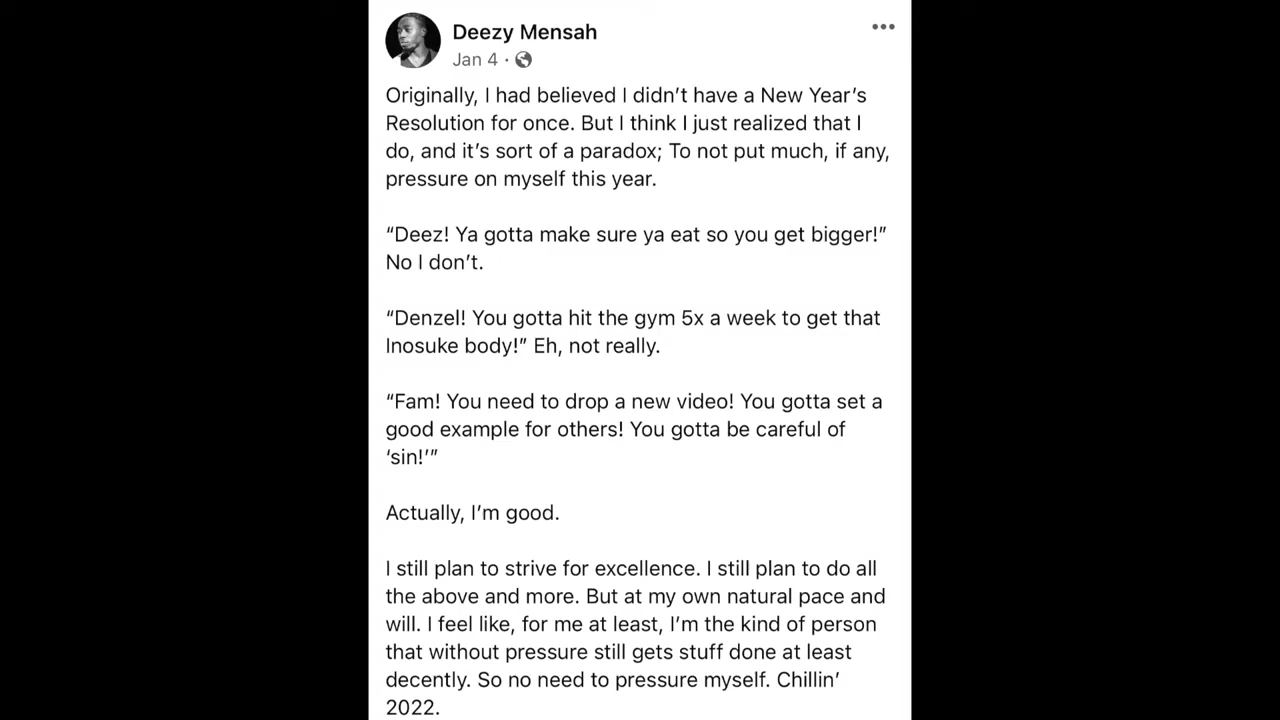 Deezy Mensah
Jan 4 ·
Originally, I had believed I didn’t have a New Year’s
Resolution for once. But I think I just realized that I
do, and it’s sort of a paradox; To not put much, if any,
pressure on myself this year.
“Deez! Ya gotta make sure ya eat so you get bigger!”
No I don’t.
“Denzel! You gotta hit the gym 5x a week to get that
Inosuke body!” Eh, not really.
“Fam! You need to drop a new video! You gotta set a
good example for others! You gotta be careful of
‘sin!’”
Actually, I’m good.
I still plan to strive for excellence. I still plan to do all
the above and more. But at my own natural pace and
will. I feel like, for me at least, I’m the kind of person
that without pressure still gets stuff done at least
decently. So no need to pressure myself. Chillin’
2022.